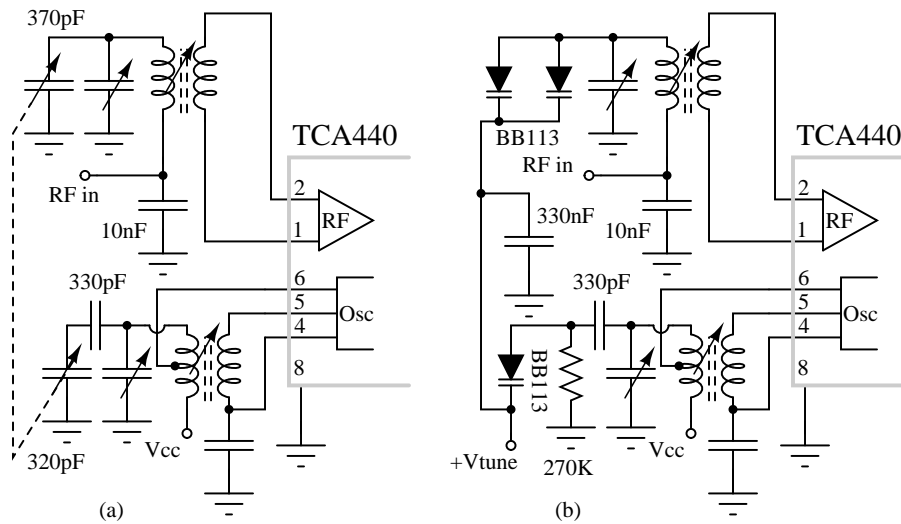 370pF
TCA440
RF in
10nF
2
1
RF
330pF
6
5
4
Osc
8
Vcc
320pF
(a)
BB113
TCA440
RF in
330nF
10nF
2
1
RF
330pF
6
5
4
Osc
BB113
8
+Vtune
270K
Vcc
(b)